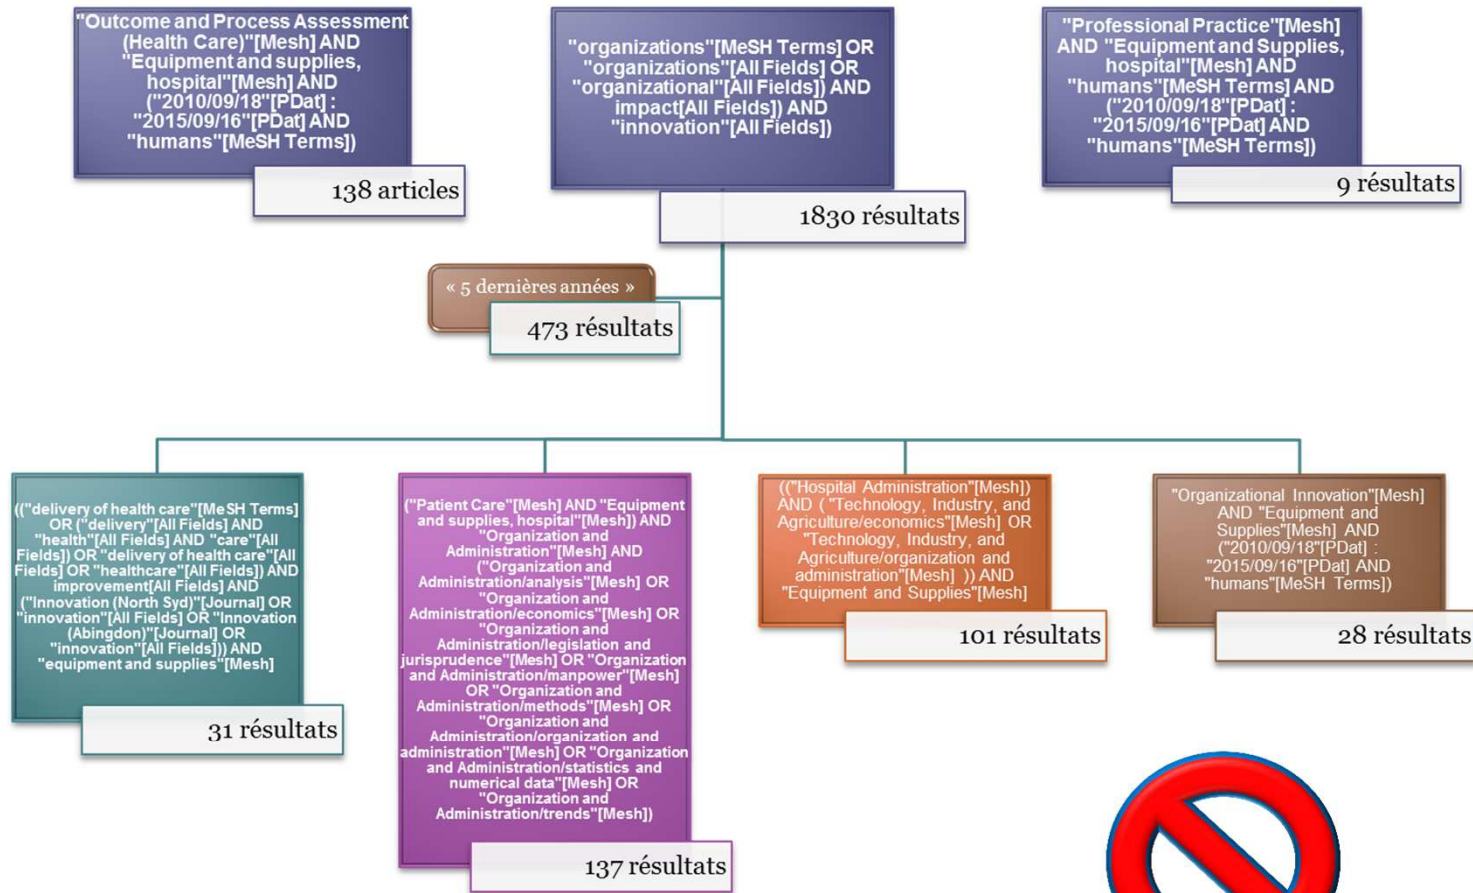 "Outcome and Process Assessment
(Health Care)"[Mesh] AND
"Equipment and supplies,
hospital"[Mesh] AND
("2010/09/18"[PDat] :
"2015/09/16"[PDat] AND
"humans"[MeSH Terms])
138 articles
"organizations"[MeSH Terms] OR
"organizations"[All Fields] OR
"organizational"[All Fields]) AND
impact[All Fields]) AND
"innovation"[All Fields])
1830 résultats
"Professional Practice"[Mesh]
AND "Equipment and Supplies,
hospital"[Mesh] AND
"humans"[MeSH Terms] AND
("2010/09/18"[PDat] :
"2015/09/16"[PDat] AND
"humans"[MeSH Terms])
9 résultats
« 5 dernières années »
473 résultats
(("delivery of health care"[MeSH Terms]
OR ("delivery"[All Fields] AND
"health"[All Fields] AND "care"[All
Fields]) OR "delivery of health care"[All
Fields] OR "healthcare"[All Fields]) AND
improvement[All Fields] AND
("Innovation (North Syd)"[Journal] OR
"innovation"[All Fields] OR "Innovation
(Abingdon)"[Journal] OR
"innovation"[All Fields])) AND
"equipment and supplies"[Mesh]
31 résultats
("Patient Care"[Mesh] AND "Equipment
and supplies, hospital"[Mesh]) AND
"Organization and
Administration"[Mesh] AND
("Organization and
Administration/analysis"[Mesh] OR
"Organization and
Administration/economics"[Mesh] OR
"Organization and
Administration/legislation and
jurisprudence"[Mesh] OR "Organization
and Administration/manpower"[Mesh]
OR "Organization and
Administration/methods"[Mesh] OR
"Organization and
Administration/organization and
administration"[Mesh] OR "Organization
and Administration/statistics and
numerical data"[Mesh] OR
"Organization and
Administration/trends"[Mesh])
137 résultats
(("Hospital Administration"[Mesh])
AND ( "Technology, Industry, and
Agriculture/economics"[Mesh] OR
"Technology, Industry, and
Agriculture/organization and
administration"[Mesh] )) AND
"Equipment and Supplies"[Mesh]
101 résultats
"Organizational Innovation"[Mesh]
AND "Equipment and
Supplies"[Mesh] AND
("2010/09/18"[PDat] :
"2015/09/16"[PDat] AND
"humans"[MeSH Terms])
28 résultats